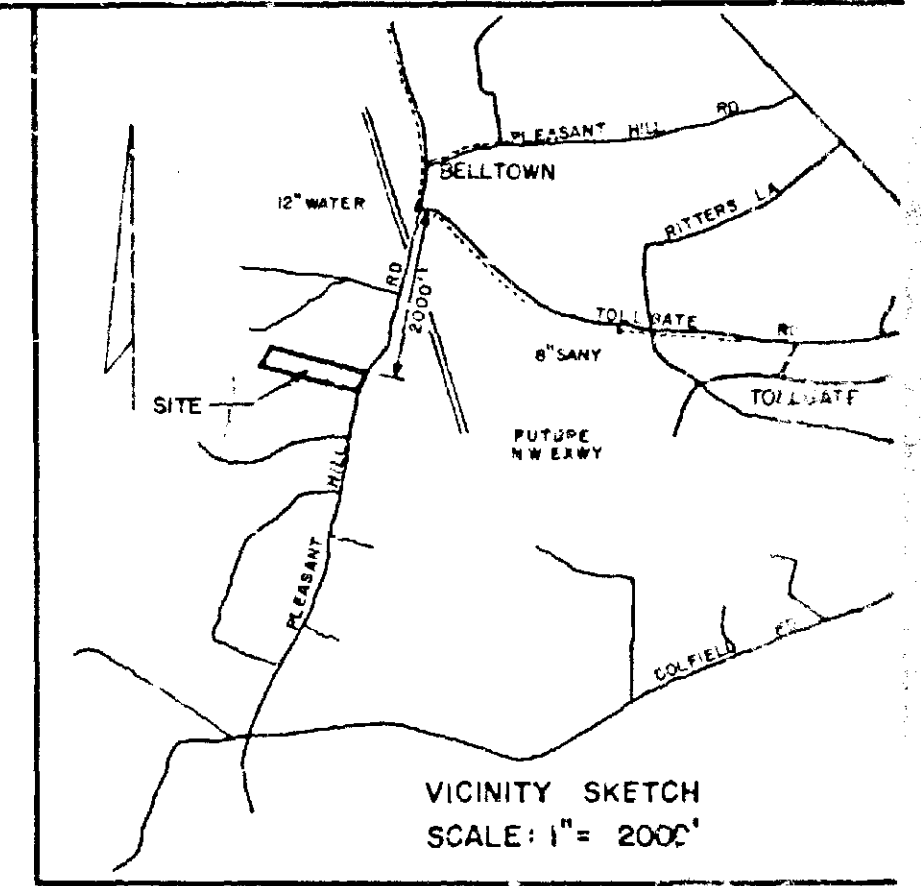 PLEASANT HILL RD
BELLTOWN
12" WATER
RITTERS LA
RD
2000'±
TOLLGATE RD
8" SANY
SITE
TOLLGATE
FUTURE
NW EXWY
HILL
PLEASANT
COLFIELD RD
VICINITY SKETCH
SCALE: 1" = 2000'